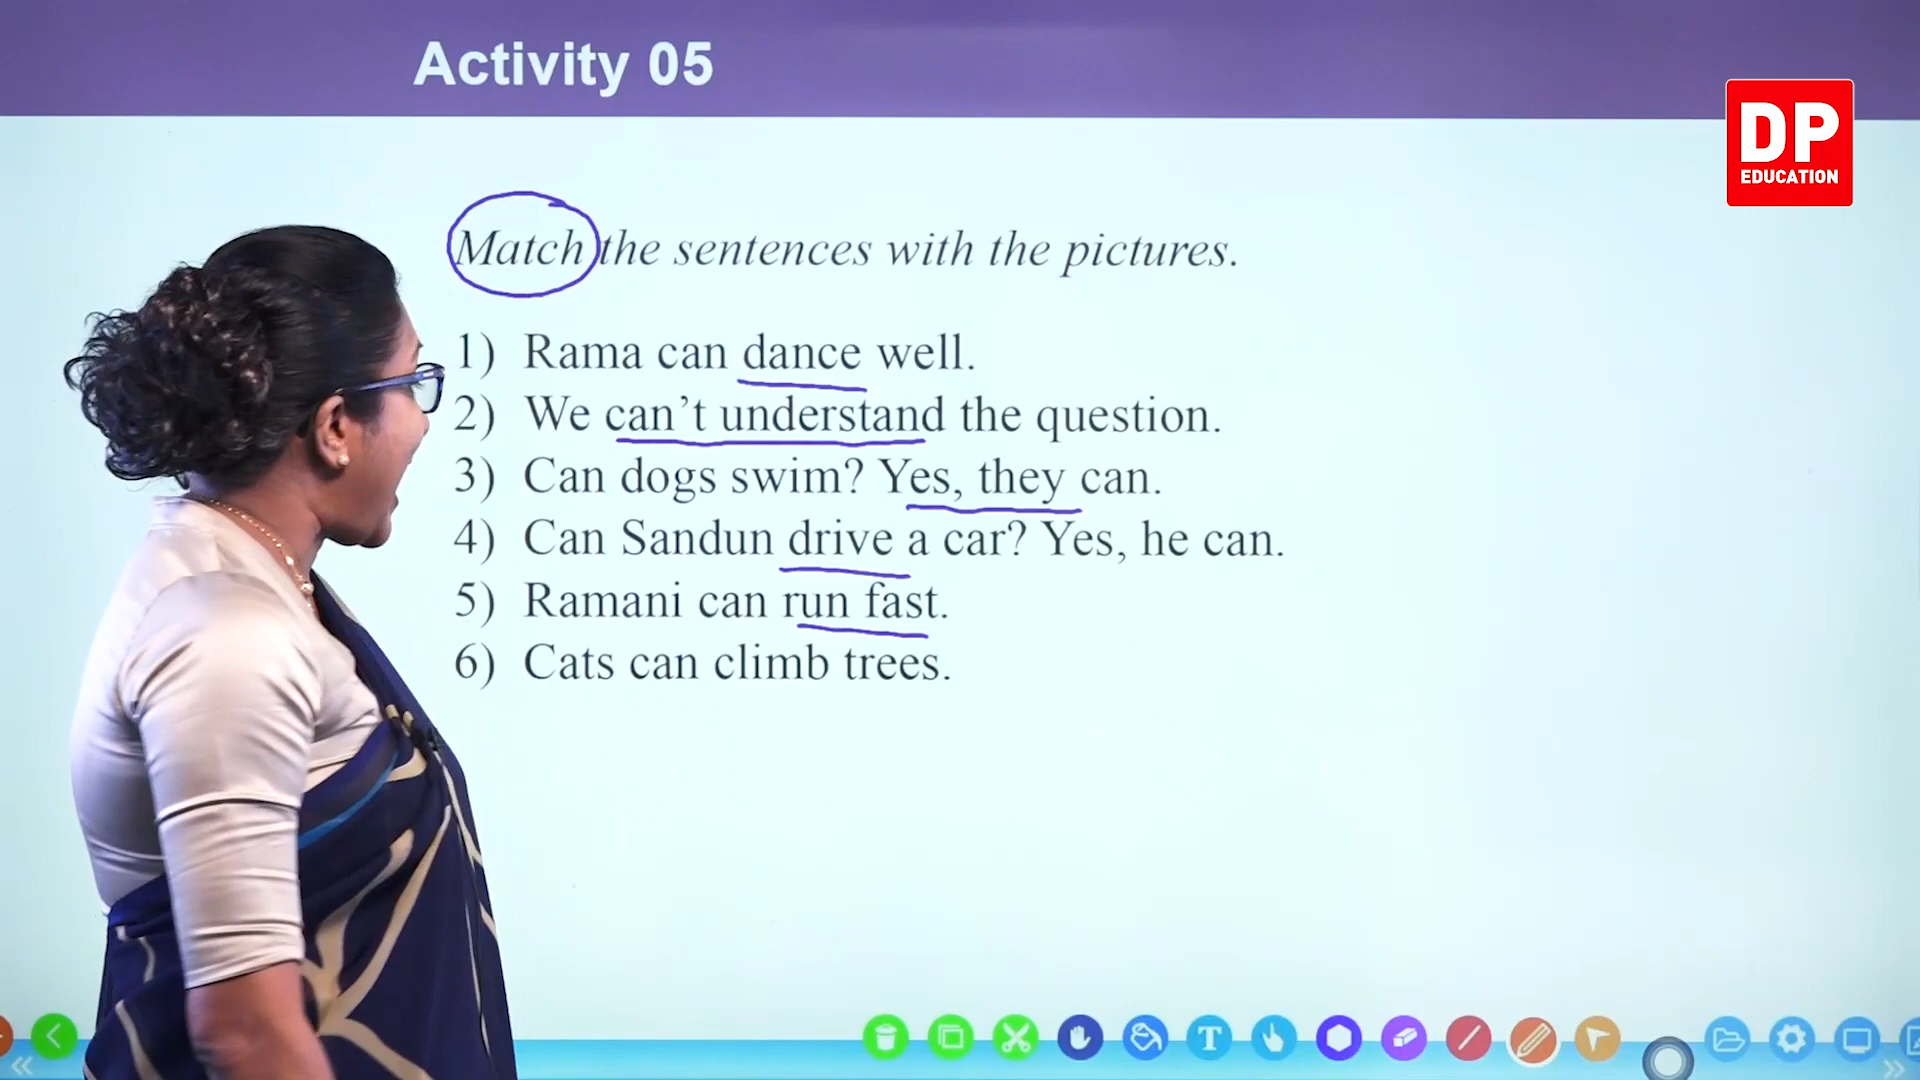 Activity 05
DP
EDUCATION
Match the sentences with the pictures.
1) Rama can dance well.
2) We can’t understand the question.
3) Can dogs swim? Yes, they can.
4) Can Sandun drive a car? Yes, he can.
5) Ramani can run fast.
6) Cats can climb trees.
T